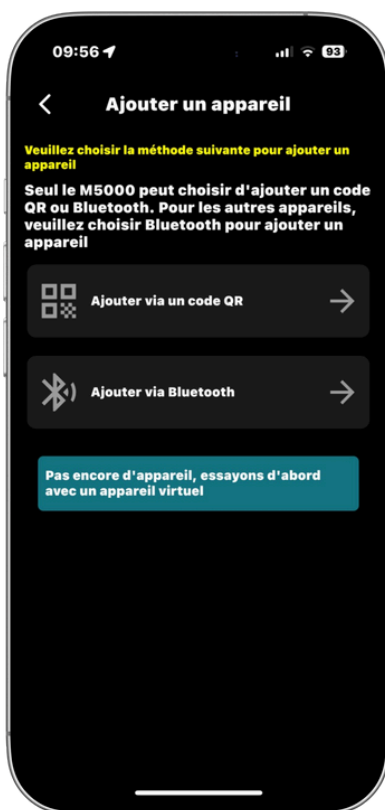 09:56
93
Ajouter un appareil
Veuillez choisir la méthode suivante pour ajouter un
appareil
Seul le M5000 peut choisir d'ajouter un code
QR ou Bluetooth. Pour les autres appareils,
veuillez choisir Bluetooth pour ajouter un
appareil
Ajouter via un code QR
Ajouter via Bluetooth
Pas encore d'appareil, essayons d'abord
avec un appareil virtuel